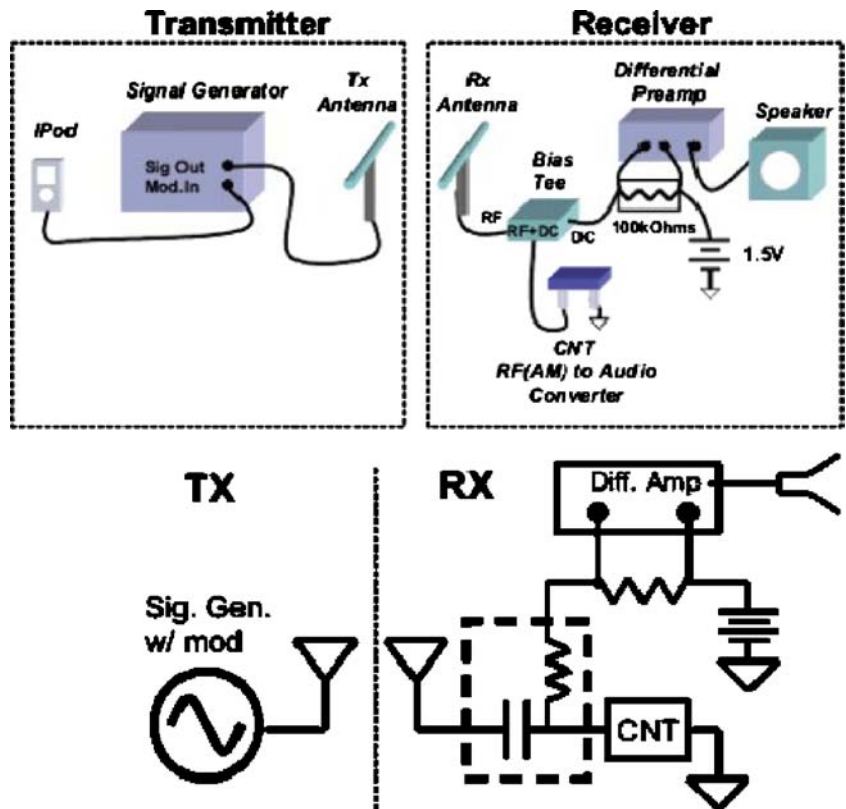 Transmitter
Receiver
iPod
Signal Generator
Sig Out
Mod.In
Tx
Antenna
Rx
Antenna
Differential
Preamp
Speaker
Bias
Tee
RF
RF+DC
DC
100kOhms
1.5V
CNT
RF(AM) to Audio
Converter
TX
RX
Diff. Amp
Sig. Gen.
w/ mod
CNT